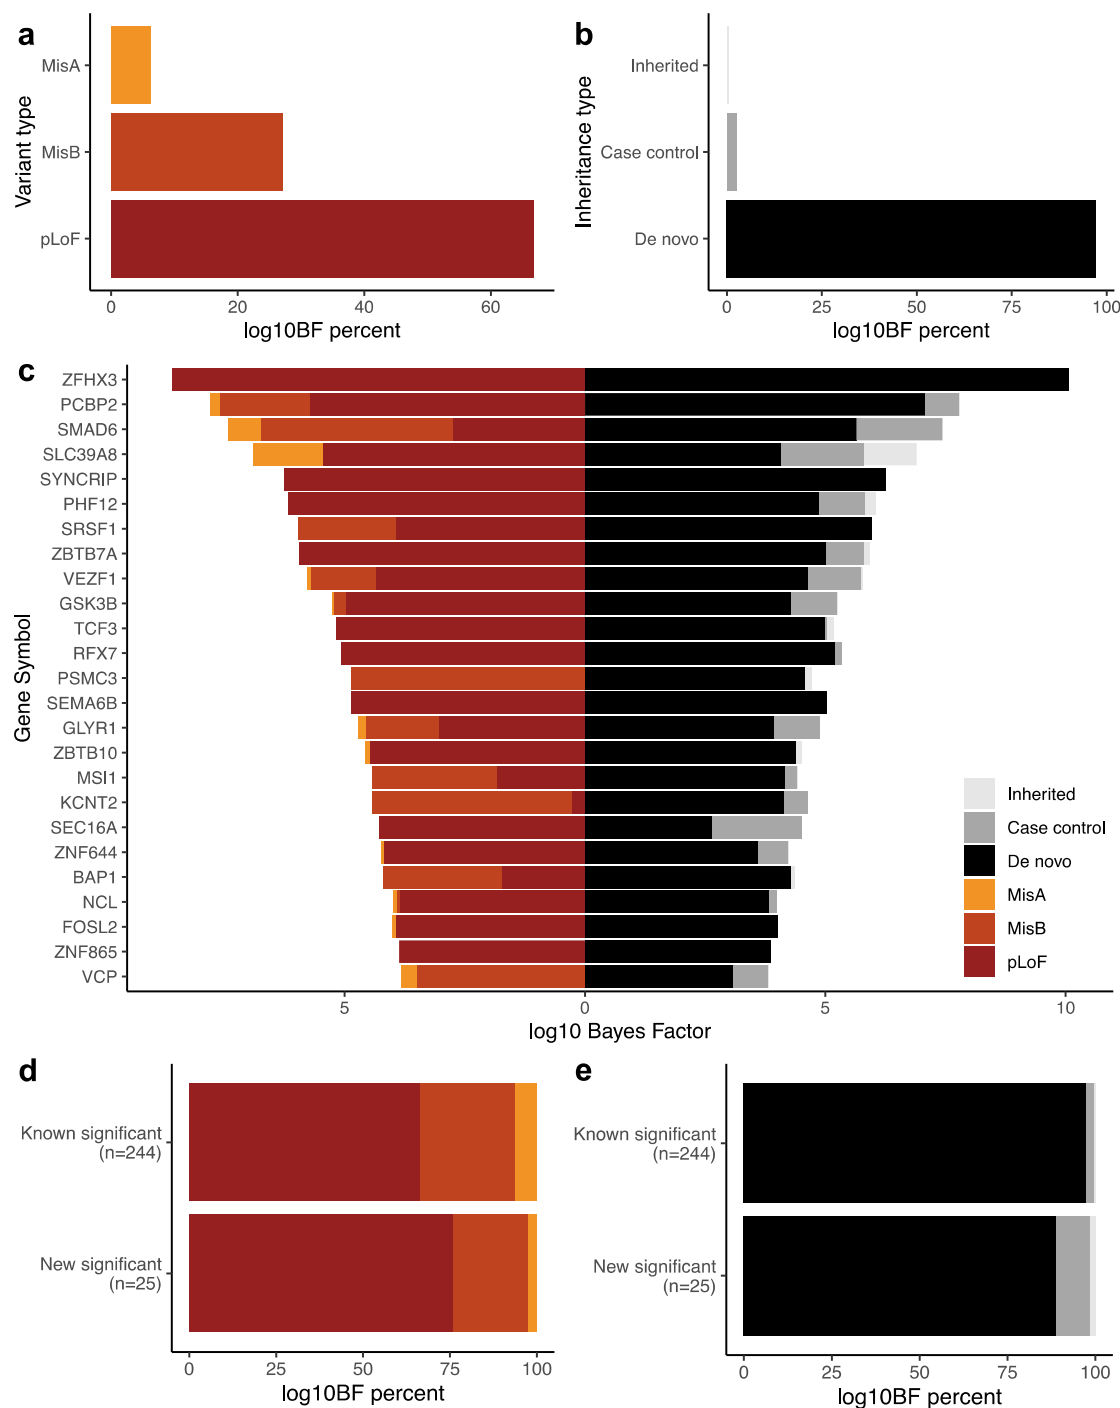 a
Variant type
MisA
MisB
pLoF
0 20 40 60
log10BF percent
b
Inheritance type
Inherited
Case control
De novo
0 25 50 75 100
log10BF percent
c
Gene Symbol
ZFHX3
PCBP2
SMAD6
SLC39A8
SYNCRIP
PHF12
SRSF1
ZBTB7A
VEZF1
GSK3B
TCF3
RFX7
PSMC3
SEMA6B
GLYR1
ZBTB10
MSI1
KCNT2
SEC16A
ZNF644
BAP1
NCL
FOSL2
ZNF865
VCP
5 0 5 10
log10 Bayes Factor
Inherited
Case control
De novo
MisA
MisB
pLoF
d
Known significant
(n=244)
New significant
(n=25)
0 25 50 75 100
log10BF percent
e
Known significant
(n=244)
New significant
(n=25)
0 25 50 75 100
log10BF percent